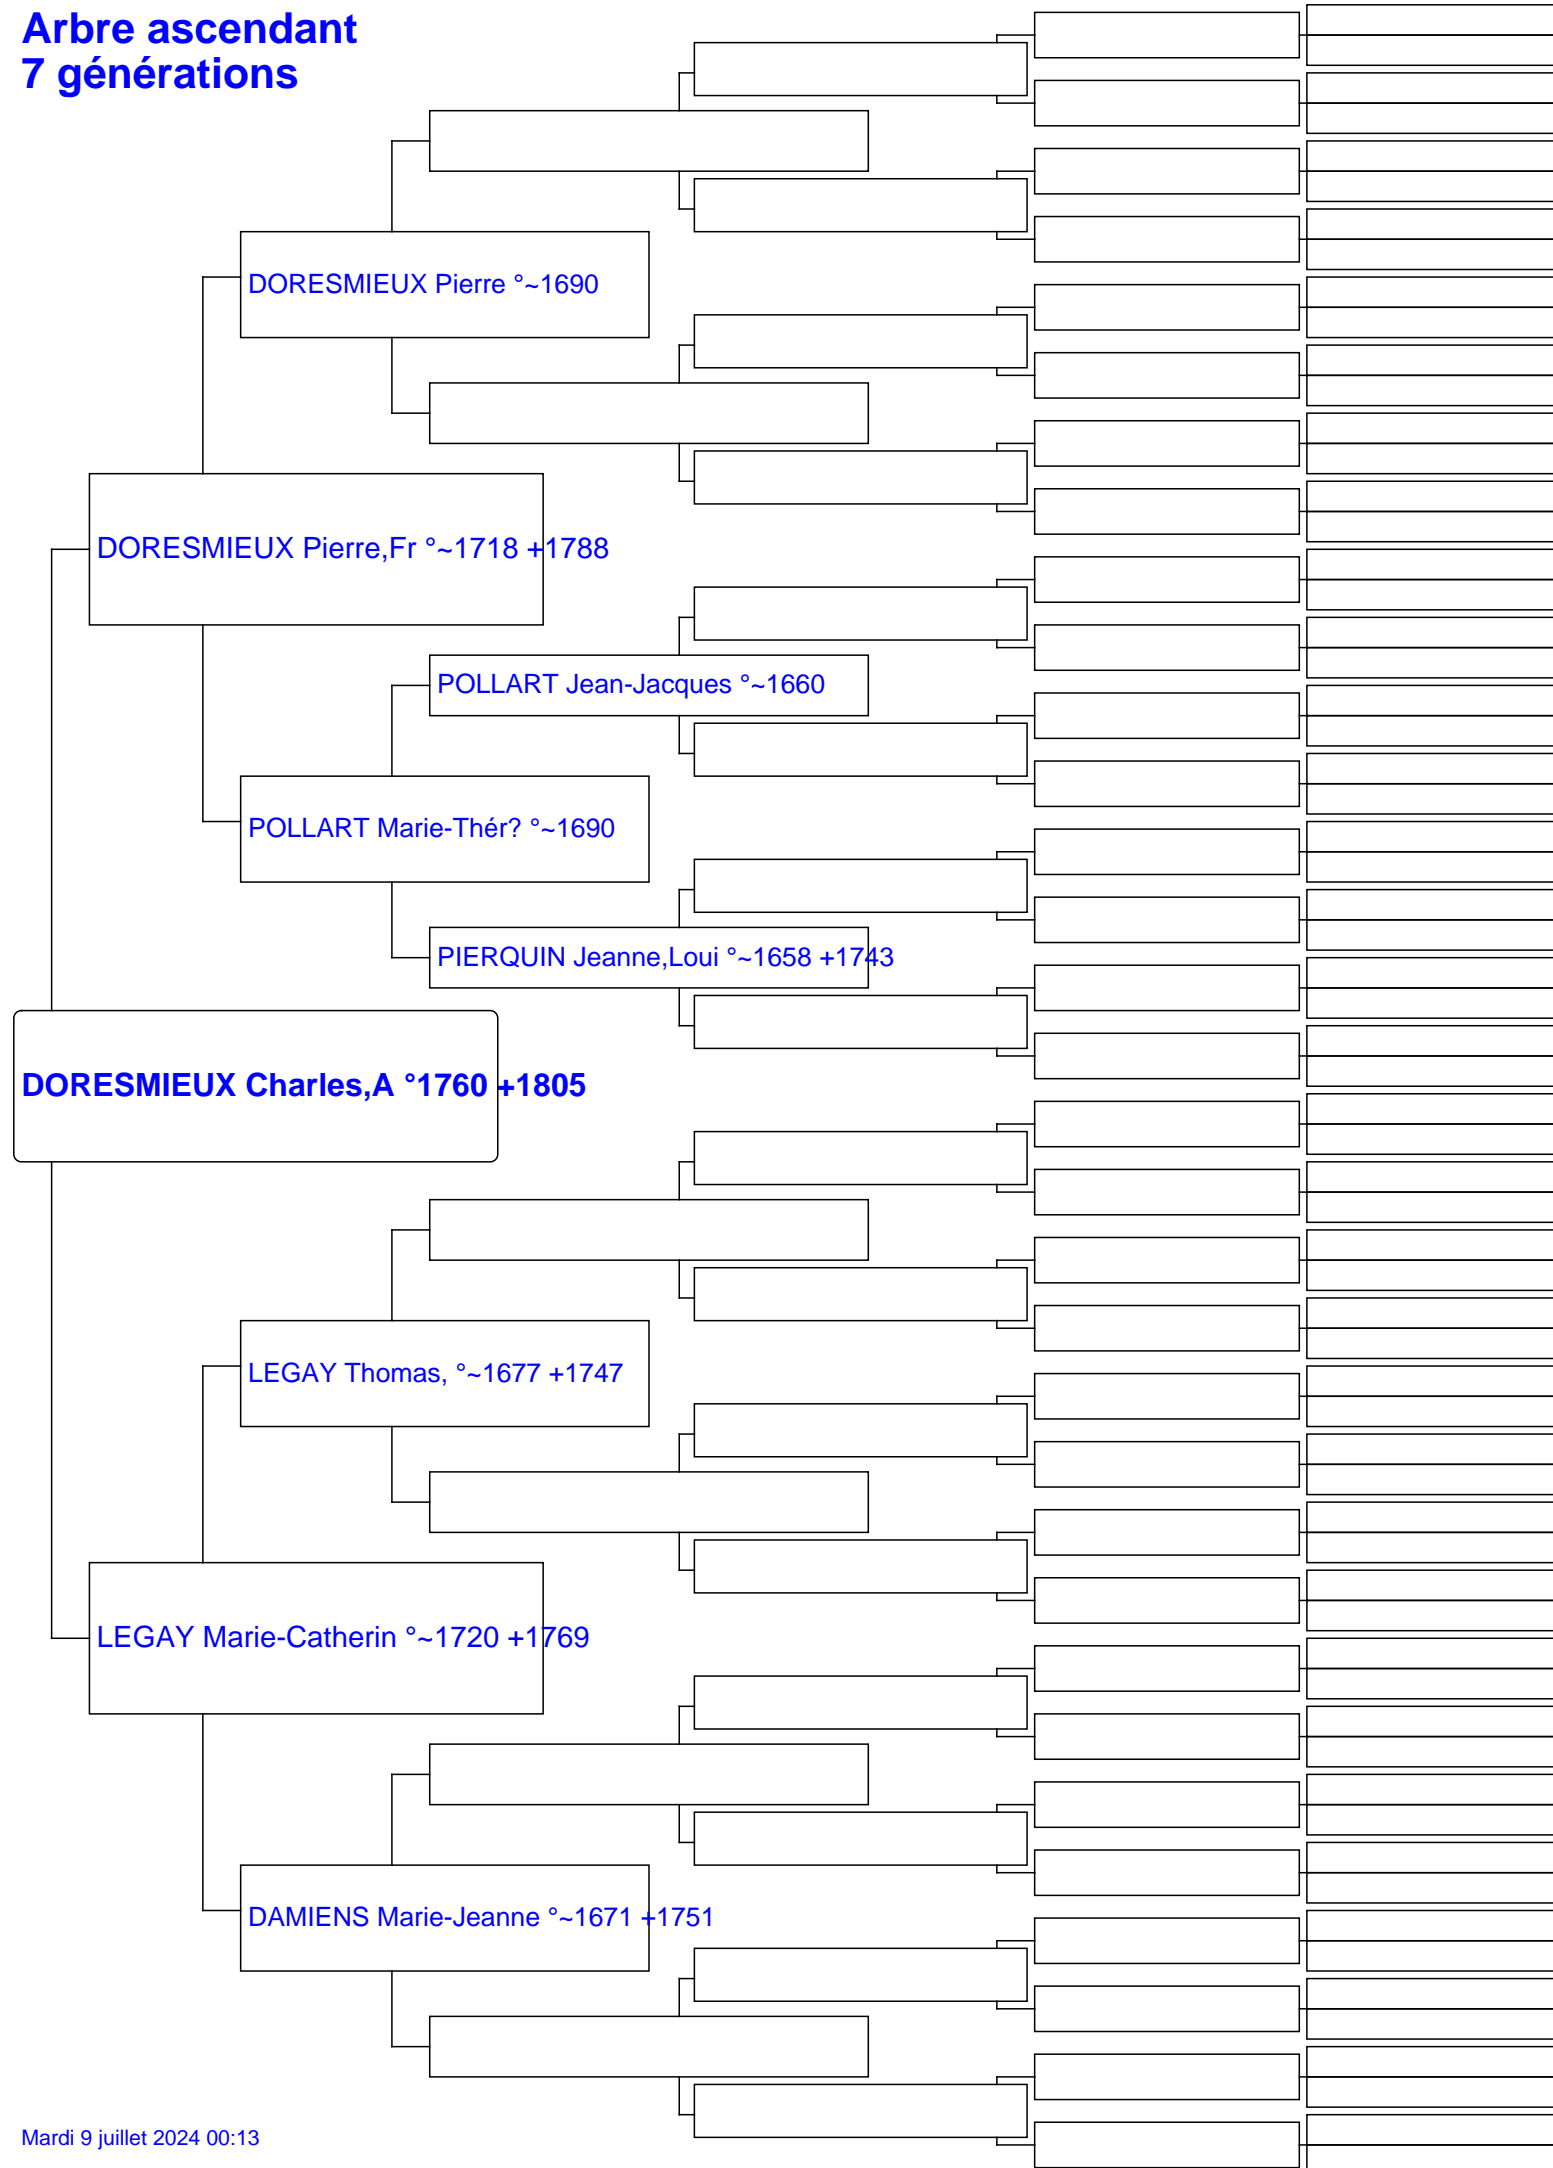 Arbre ascendant
7 générations
DORESMIEUX Pierre °~1690
DORESMIEUX Pierre,Fr °~1718 +1788
POLLART Jean-Jacques °~1660
POLLART Marie-Thér? °~1690
PIERQUIN Jeanne,Loui °~1658 +1743
DORESMIEUX Charles,A °1760 +1805
LEGAY Thomas, °~1677 +1747
LEGAY Marie-Catherin °~1720 +1769
DAMIENS Marie-Jeanne °~1671 +1751
Mardi 9 juillet 2024 00:13